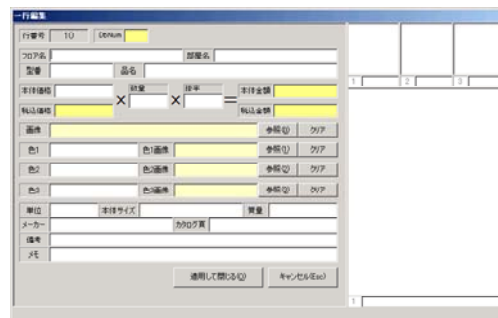 一行編集
行番号 10 DbNum
フロア名 部屋名
型番 品名
本体価格 数量 掛率 本体金額
× × =
税込価格 税込金額
画像 参照(I) クリア
色1 色1画像 参照(1) クリア
色2 色2画像 参照(2) クリア
色3 色3画像 参照(3) クリア
単位 本体サイズ 質量
メーカー カタログ頁
備考
メモ
適用して閉じる(O) キャンセル(Esc)
1 2 3
1